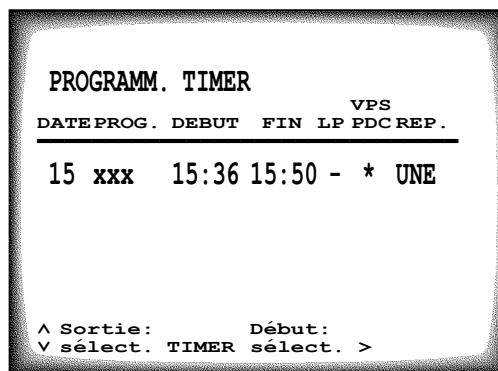 PROGRAMM. TIMER
VPS
DATE PROG. DEBUT FIN LP PDC REP.
15 xxx 15:36 15:50 - * UNE
^ Sortie: Début:
v sélect. TIMER sélect. >